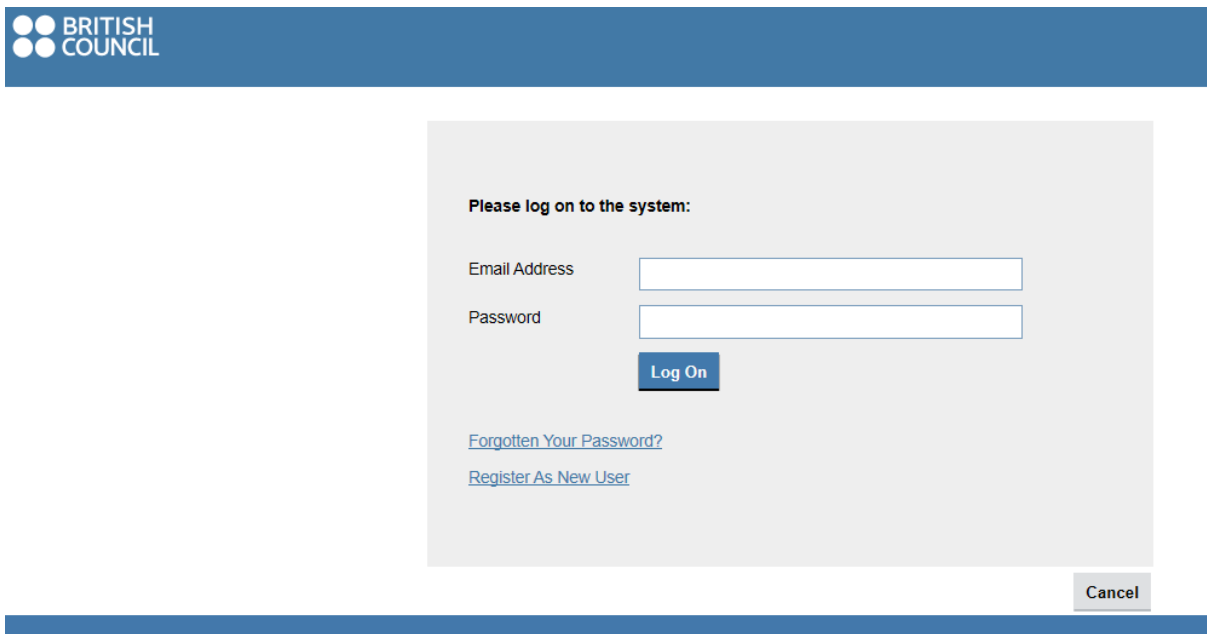 BRITISH
COUNCIL
Please log on to the system:
Email Address
Password
Log On
Forgotten Your Password?
Register As New User
Cancel